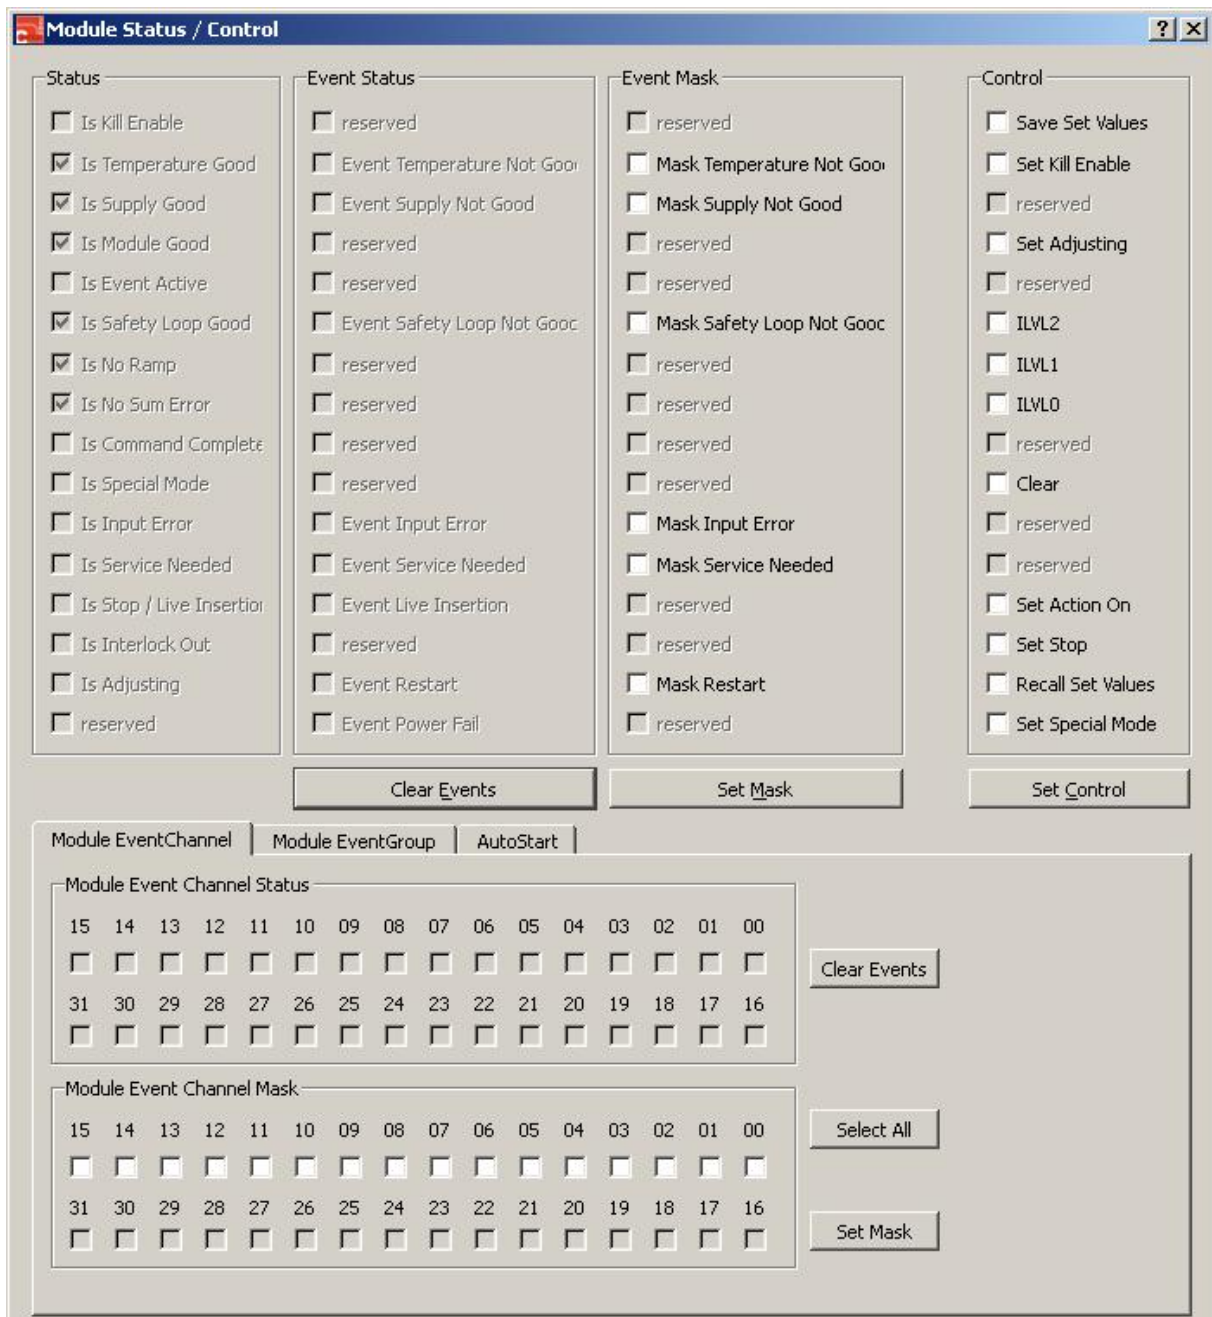 Module Status / Control
Status
Is Kill Enable
Is Temperature Good
Is Supply Good
Is Module Good
Is Event Active
Is Safety Loop Good
Is No Ramp
Is No Sum Error
Is Command Complete
Is Special Mode
Is Input Error
Is Service Needed
Is Stop / Live Insertion
Is Interlock Out
Is Adjusting
reserved
Event Status
reserved
Event Temperature Not Goo
Event Supply Not Good
reserved
reserved
Event Safety Loop Not Good
reserved
reserved
reserved
reserved
Event Input Error
Event Service Needed
Event Live Insertion
reserved
Event Restart
Event Power Fail
Clear Events
Event Mask
reserved
Mask Temperature Not Goo
Mask Supply Not Good
reserved
reserved
Mask Safety Loop Not Good
reserved
reserved
reserved
reserved
Mask Input Error
Mask Service Needed
reserved
reserved
Mask Restart
reserved
Set Mask
Control
Save Set Values
Set Kill Enable
reserved
Set Adjusting
reserved
ILVL2
ILVL1
ILVL0
reserved
Clear
reserved
reserved
Set Action On
Set Stop
Recall Set Values
Set Special Mode
Set Control
Module EventChannel Module EventGroup AutoStart
Module Event Channel Status
15 14 13 12 11 10 09 08 07 06 05 04 03 02 01 00
31 30 29 28 27 26 25 24 23 22 21 20 19 18 17 16
Clear Events
Module Event Channel Mask
15 14 13 12 11 10 09 08 07 06 05 04 03 02 01 00
31 30 29 28 27 26 25 24 23 22 21 20 19 18 17 16
Select All
Set Mask